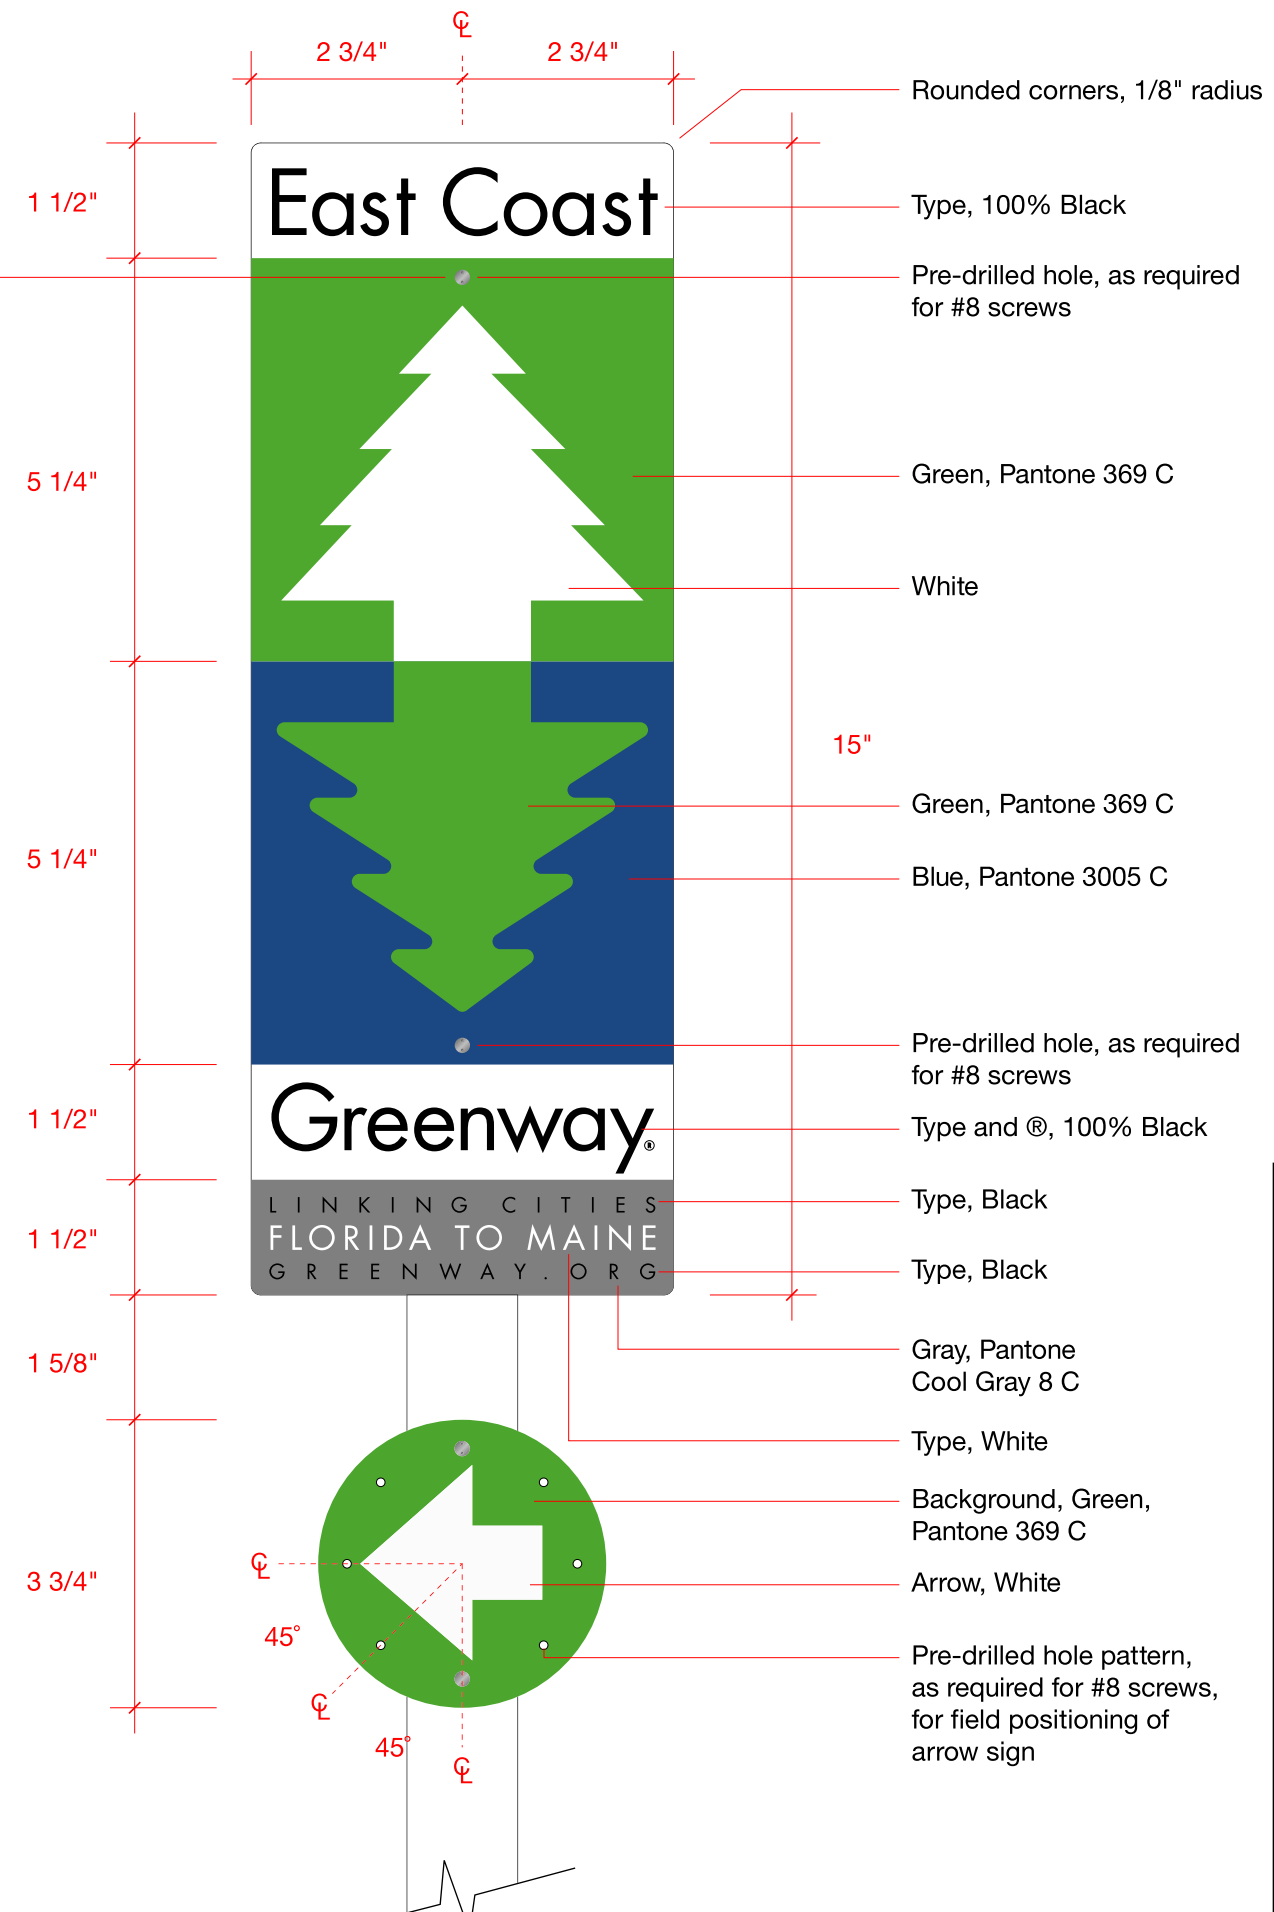 ℄
2 3/4" 2 3/4"
Rounded corners, 1/8" radius
East Coast
1 1/2"
Type, 100% Black
Pre-drilled hole, as required
for #8 screws
5 1/4"
Green, Pantone 369 C
White
15"
Green, Pantone 369 C
5 1/4"
Blue, Pantone 3005 C
Pre-drilled hole, as required
for #8 screws
Greenway®
1 1/2"
Type and ®, 100% Black
LINKING CITIES
Type, Black
FLORIDA TO MAINE
1 1/2"
GREENWAY.ORG
Type, Black
1 5/8"
Gray, Pantone
Cool Gray 8 C
Type, White
Background, Green,
Pantone 369 C
℄
3 3/4"
Arrow, White
45°
Pre-drilled hole pattern,
as required for #8 screws,
for field positioning of
arrow sign
℄
45°
℄